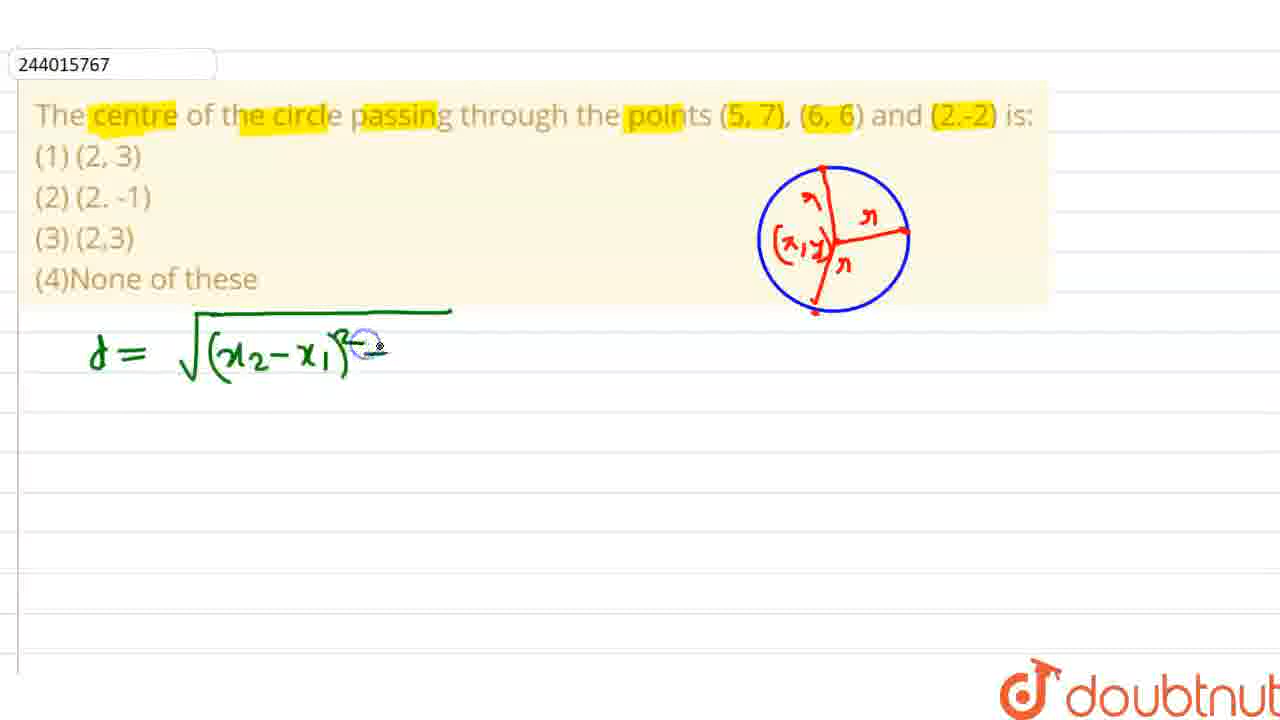 244015767
The centre of the circle passing through the points (5, 7), (6, 6) and (2.-2) is:
(1) (2, 3)
(2) (2. -1)
(3) (2,3)
(4)None of these
r
r
(x,y)
r
d = √(x₂-x₁)²-
doubtnut